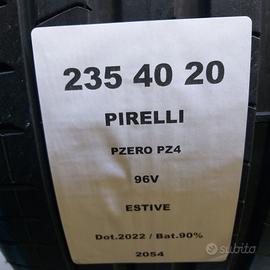 235 40 20
PIRELLI
PZERO PZ4
96V
ESTIVE
Dot.2022 / Bat.90%
2054
subito